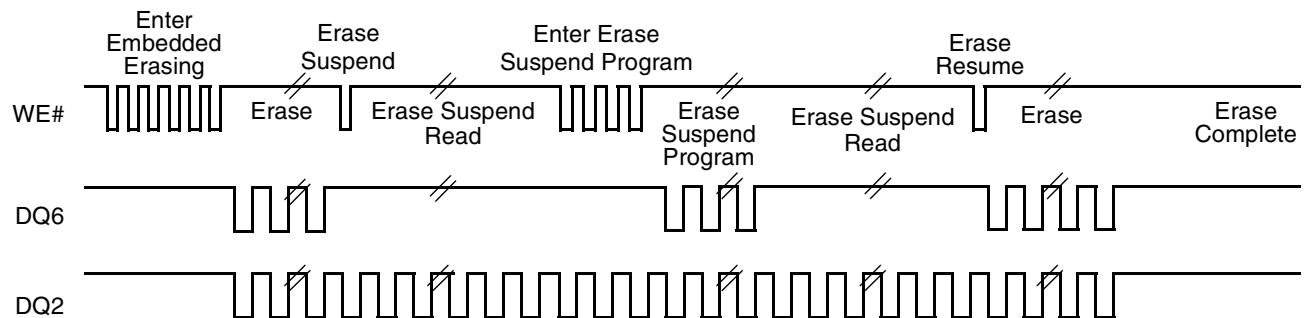 Enter
Embedded
Erasing
Erase
Suspend
Enter Erase
Suspend Program
Erase
Resume
WE#
Erase
Erase Suspend
Read
Erase
Suspend
Program
Erase Suspend
Read
Erase
Erase
Complete
DQ6
DQ2